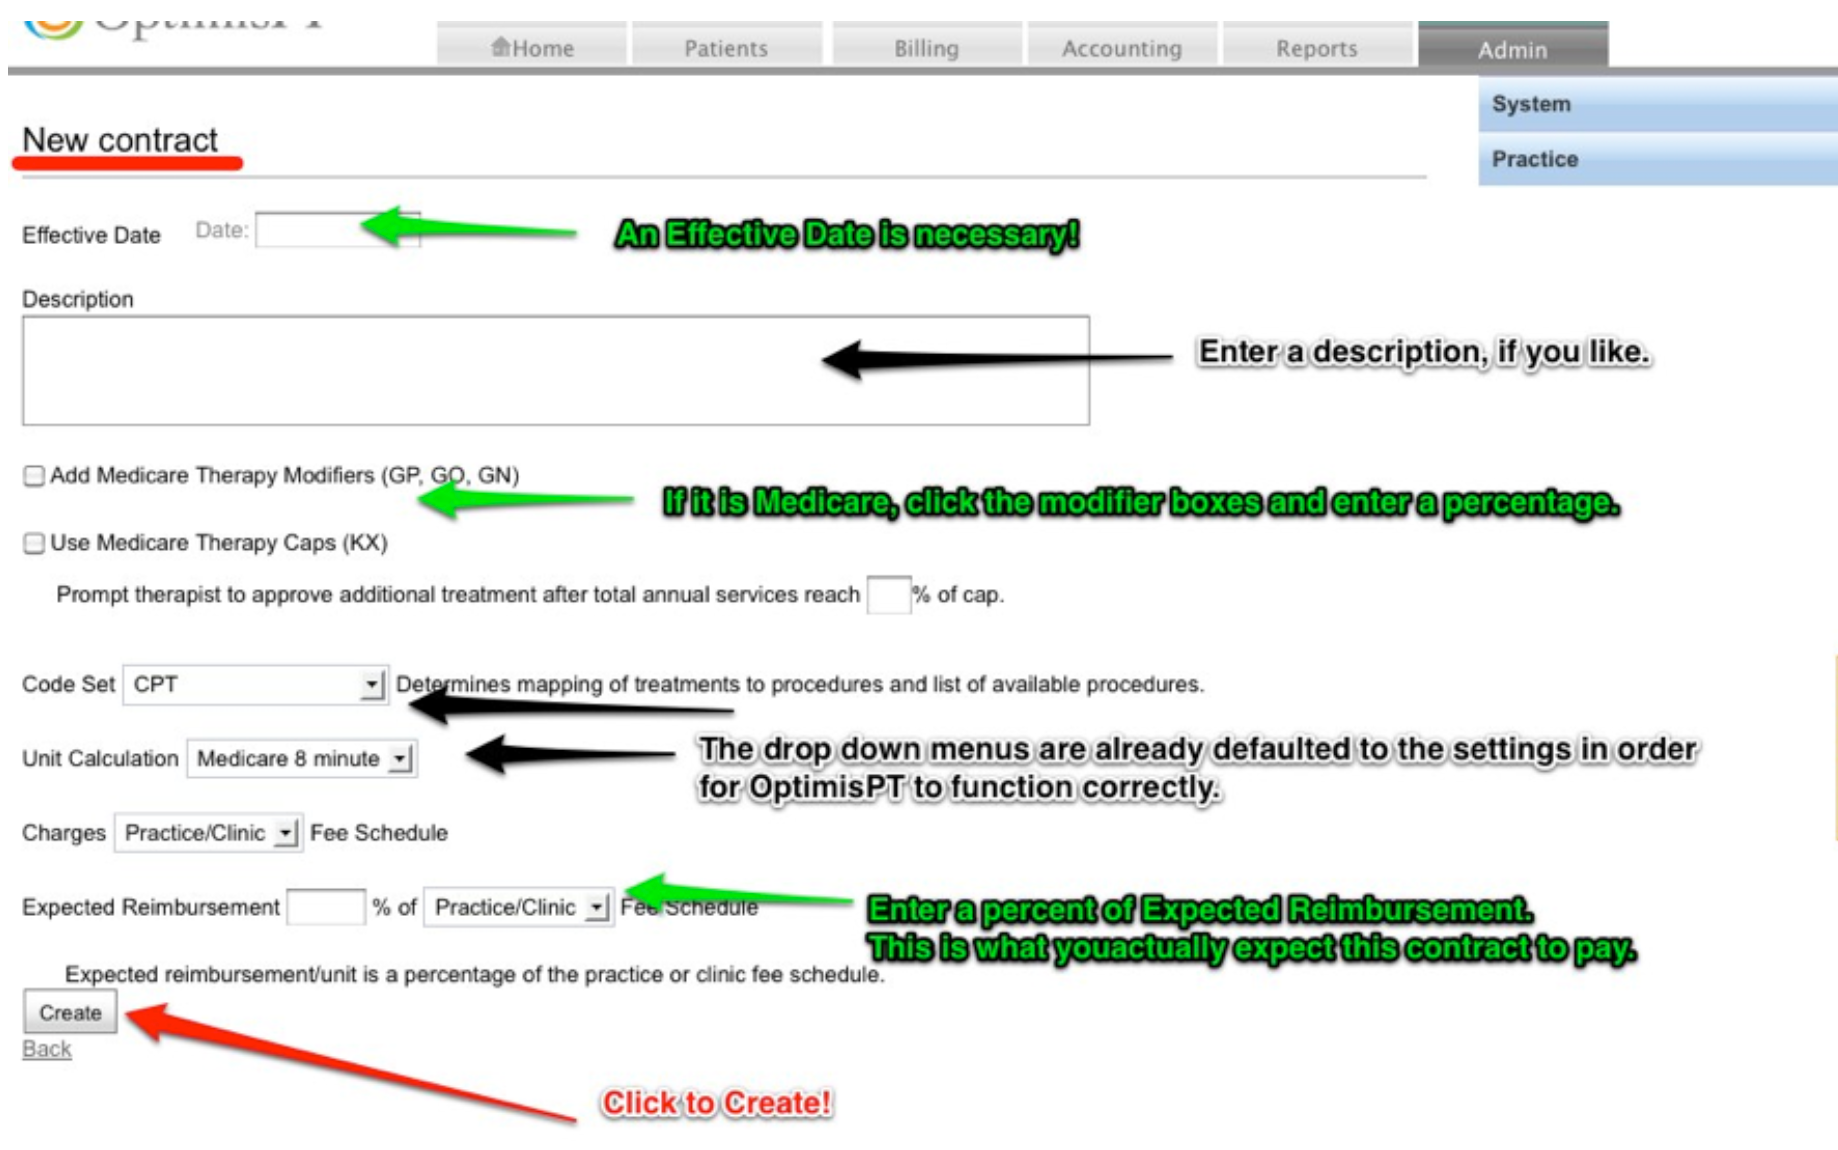 OptimisPT
Home Patients Billing Accounting Reports Admin
System
Practice
New contract
Effective Date Date: An Effective Date is necessary!
Description
Enter a description, if you like.
Add Medicare Therapy Modifiers (GP, GO, GN)
If it is Medicare, click the modifier boxes and enter a percentage.
Use Medicare Therapy Caps (KX)
Prompt therapist to approve additional treatment after total annual services reach % of cap.
Code Set CPT Determines mapping of treatments to procedures and list of available procedures.
Unit Calculation Medicare 8 minute
The drop down menus are already defaulted to the settings in order
for OptimisPT to function correctly.
Charges Practice/Clinic Fee Schedule
Expected Reimbursement % of Practice/Clinic Fee Schedule
Enter a percent of Expected Reimbursement.
This is what youactually expect this contract to pay.
Expected reimbursement/unit is a percentage of the practice or clinic fee schedule.
Create
Back
Click to Create!